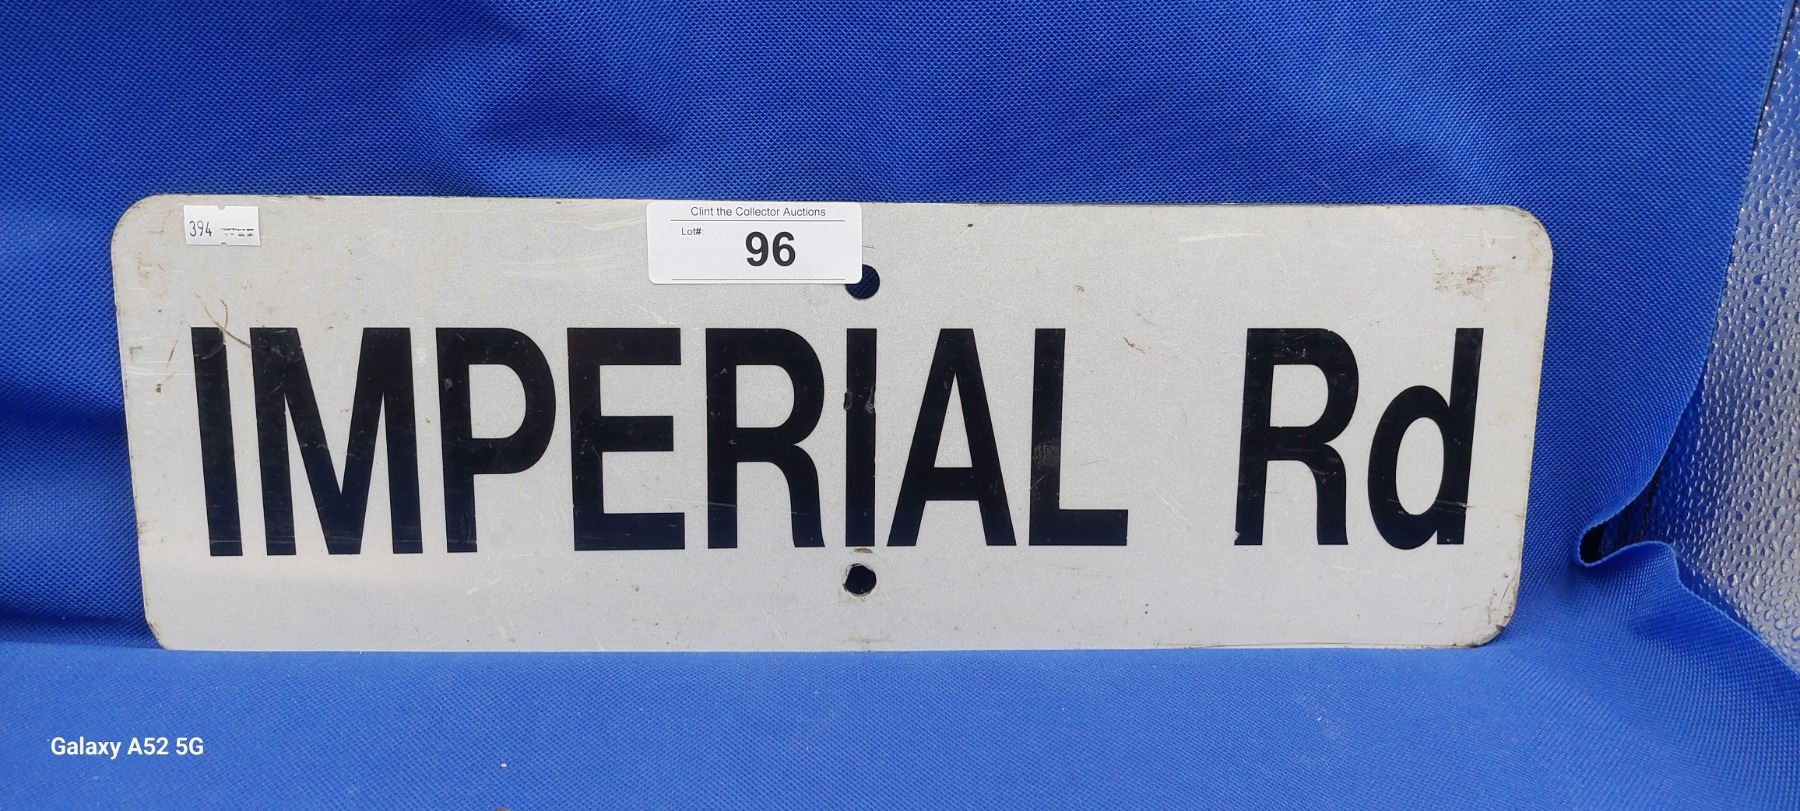 394
Clint the Collector Auctions
Lot#:
96
IMPERIAL Rd
Galaxy A52 5G